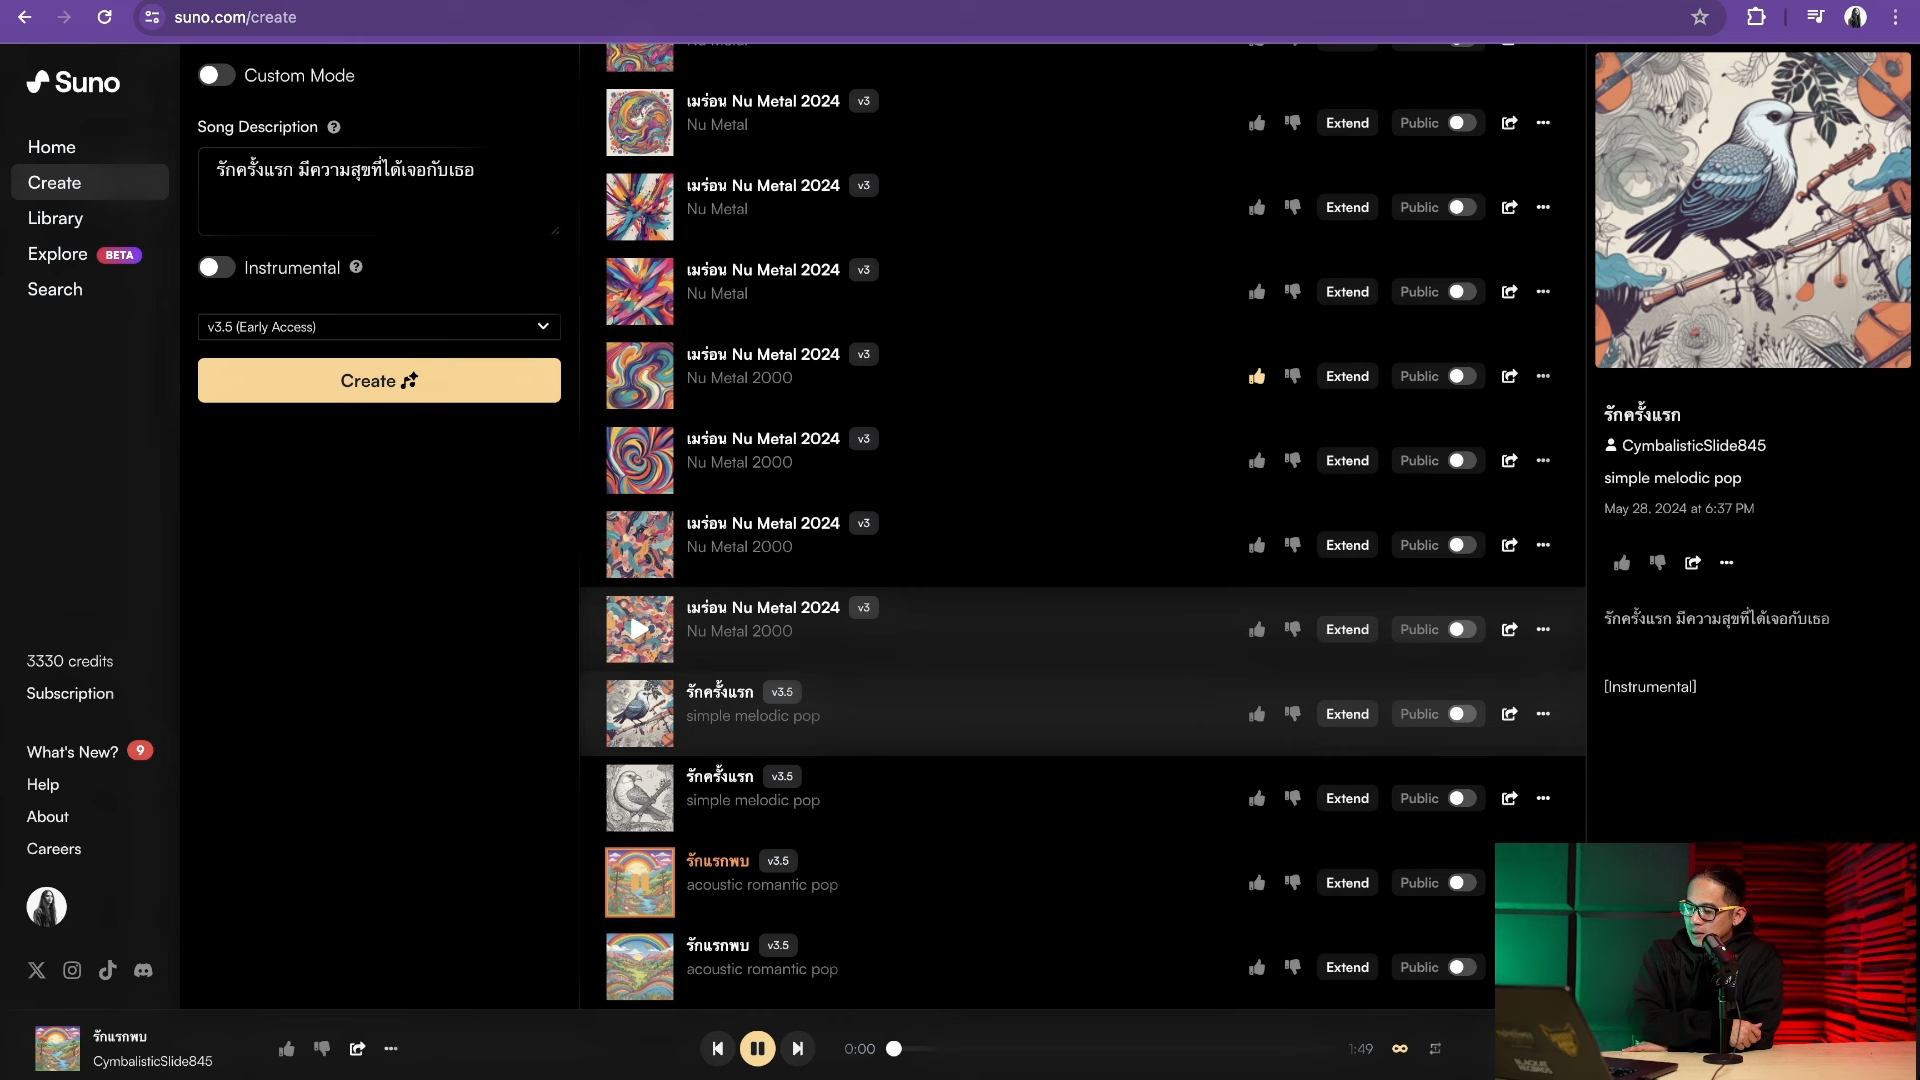 suno.com/create
Suno
Home
Create
Library
Explore BETA
Search
3330 credits
Subscription
What's New? 9
Help
About
Careers
Custom Mode
Song Description
รักครั้งแรก มีความสุขที่ได้เจอกับเธอ
Instrumental
v3.5 (Early Access)
Create
Nu Metal
เมร่อน Nu Metal 2024 v3
Nu Metal
Extend Public
เมร่อน Nu Metal 2024 v3
Nu Metal
Extend Public
เมร่อน Nu Metal 2024 v3
Nu Metal
Extend Public
เมร่อน Nu Metal 2024 v3
Nu Metal 2000
Extend Public
เมร่อน Nu Metal 2024 v3
Nu Metal 2000
Extend Public
เมร่อน Nu Metal 2024 v3
Nu Metal 2000
Extend Public
เมร่อน Nu Metal 2024 v3
Nu Metal 2000
Extend Public
รักครั้งแรก v3.5
simple melodic pop
Extend Public
รักครั้งแรก v3.5
simple melodic pop
Extend Public
รักแรกพบ v3.5
acoustic romantic pop
Extend Public
รักแรกพบ v3.5
acoustic romantic pop
Extend Public
รักครั้งแรก
CymbalisticSlide845
simple melodic pop
May 28, 2024 at 6:37 PM
รักครั้งแรก มีความสุขที่ได้เจอกับเธอ
[Instrumental]
รักแรกพบ
CymbalisticSlide845
0:00
1:49